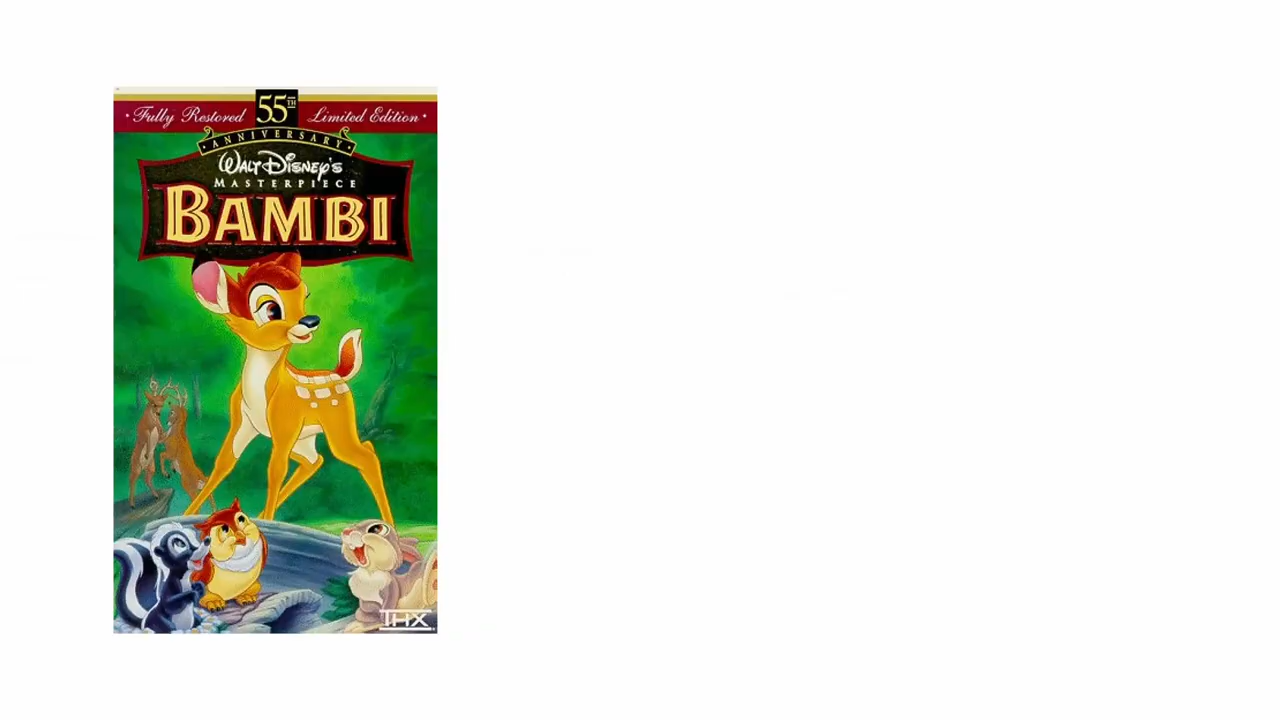 • Fully Restored 55TH Limited Edition •
• ANNIVERSARY •
WALT DISNEY'S
MASTERPIECE
BAMBI
THX